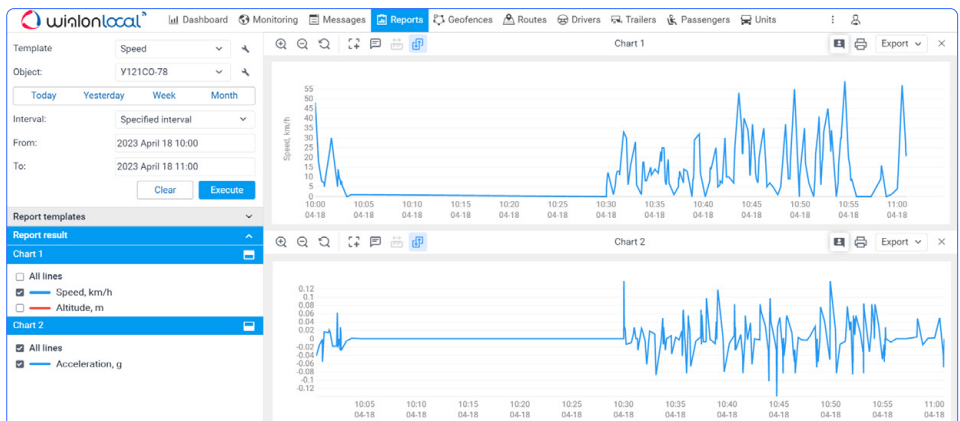 wialonlocal
Dashboard Monitoring Messages Reports Geofences Routes Drivers Trailers Passengers Units
Template Speed
Object: У121СО-78
Today Yesterday Week Month
Interval: Specified interval
From: 2023 April 18 10:00
To: 2023 April 18 11:00
Clear Execute
Report templates
Report result
Chart 1
All lines
Speed, km/h
Altitude, m
Chart 2
All lines
Acceleration, g
Chart 1 Export
Speed, km/h
55
50
45
40
35
30
25
20
15
10
5
0
10:00 10:05 10:10 10:15 10:20 10:25 10:30 10:35 10:40 10:45 10:50 10:55 11:00
04-18 04-18 04-18 04-18 04-18 04-18 04-18 04-18 04-18 04-18 04-18 04-18 04-18
Chart 2 Export
0.12
0.1
0.08
0.06
0.04
0.02
0
-0.02
-0.04
-0.06
-0.08
-0.1
-0.12
10:05 10:10 10:15 10:20 10:25 10:30 10:35 10:40 10:45 10:50 10:55 11:00
04-18 04-18 04-18 04-18 04-18 04-18 04-18 04-18 04-18 04-18 04-18 04-18